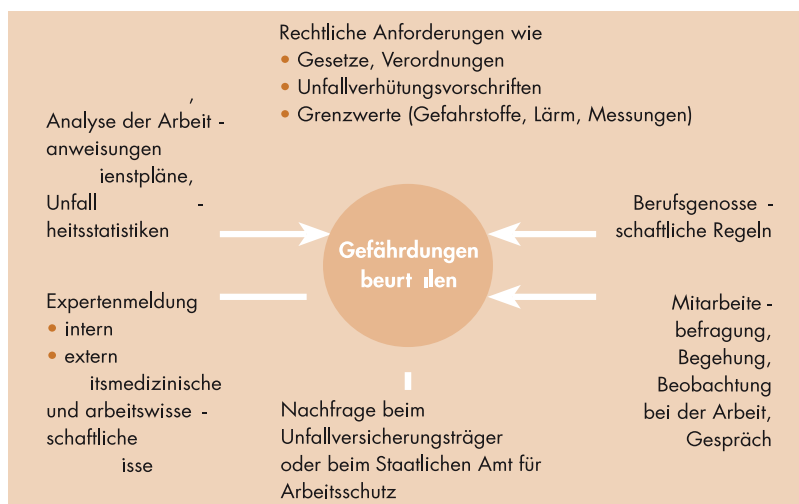 Rechtliche Anforderungen wie
• Gesetze, Verordnungen
• Unfallverhütungsvorschriften
• Grenzwerte (Gefahrstoffe, Lärm, Messungen)
,
Analyse der Arbeit -
anweisungen
ienstpläne,
Unfall -
heitsstatistiken
Gefährdungen
beurt ilen
Berufsgenosse -
schaftliche Regeln
Expertenmeldung
• intern
• extern
itsmedizinische
und arbeitswisse -
schaftliche
isse
Nachfrage beim
Unfallversicherungsträger
oder beim Staatlichen Amt für
Arbeitsschutz
Mitarbeite -
befragung,
Begehung,
Beobachtung
bei der Arbeit,
Gespräch